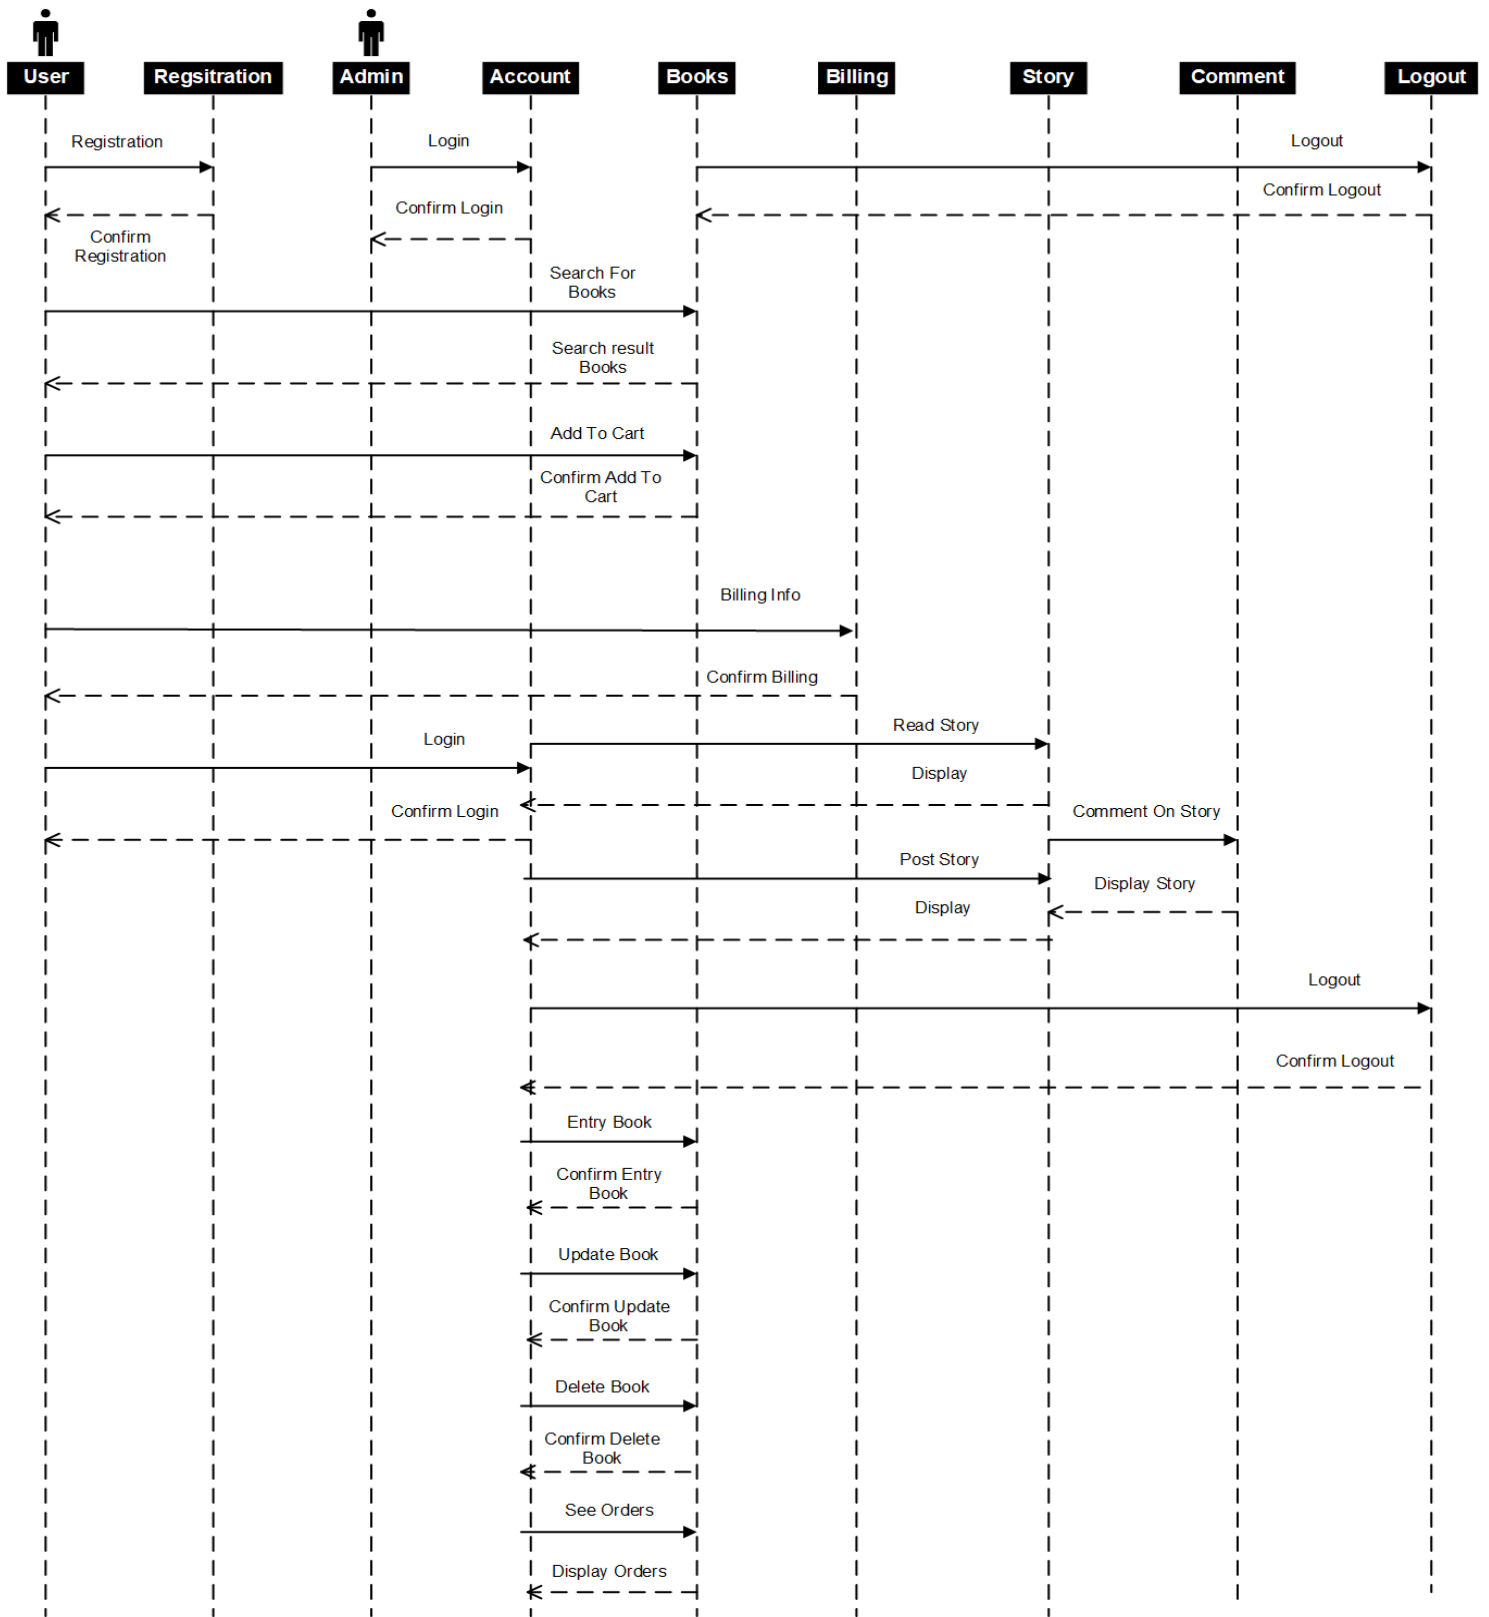 User
Regsitration
Admin
Account
Books
Billing
Story
Comment
Logout
Registration
Login
Logout
Confirm Logout
Confirm Login
Confirm
Registration
Search For
Books
Search result
Books
Add To Cart
Confirm Add To
Cart
Billing Info
Confirm Billing
Read Story
Login
Display
Confirm Login
Comment On Story
Post Story
Display Story
Display
Logout
Confirm Logout
Entry Book
Confirm Entry
Book
Update Book
Confirm Update
Book
Delete Book
Confirm Delete
Book
See Orders
Display Orders